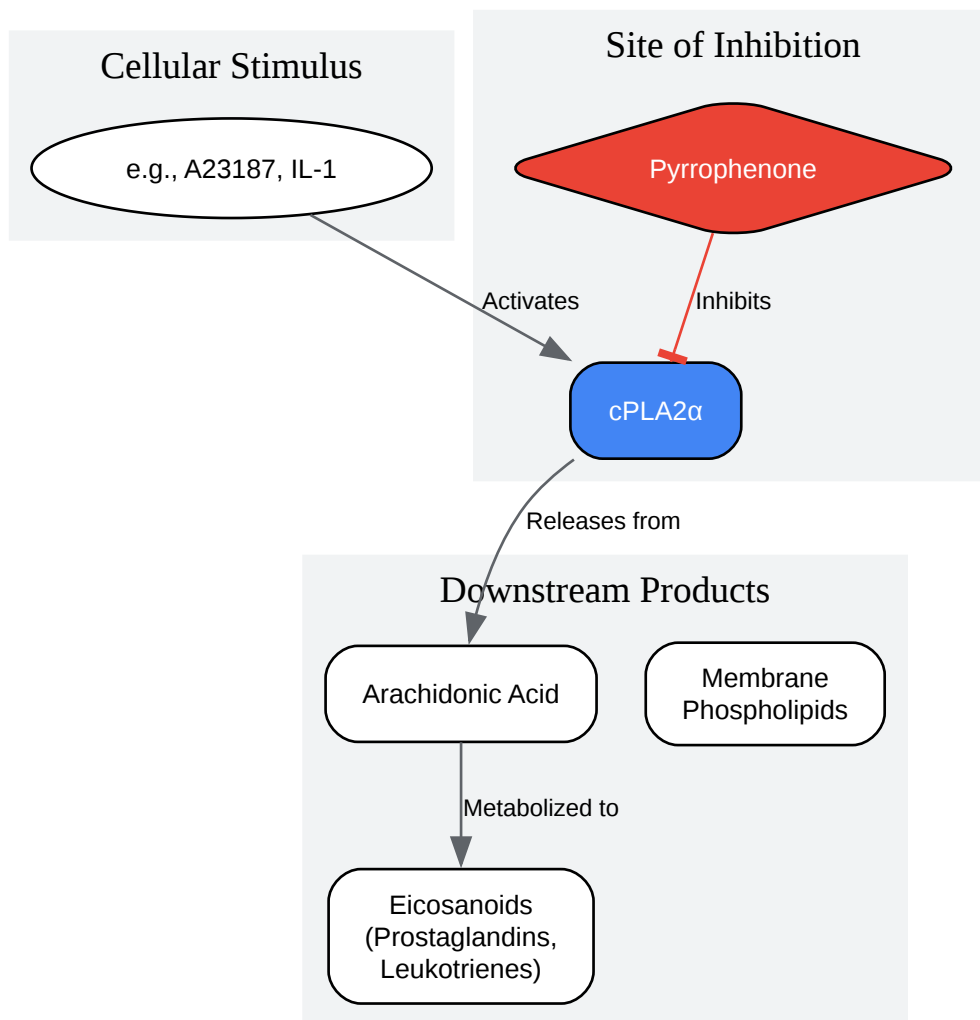 Site of Inhibition
Cellular Stimulus
e.g., A23187, IL-1
Pyrrophenone
Activates
Inhibits
cPLA2α
Releases from
Downstream Products
Arachidonic Acid
Membrane
Phospholipids
Metabolized to
Eicosanoids
(Prostaglandins,
Leukotrienes)